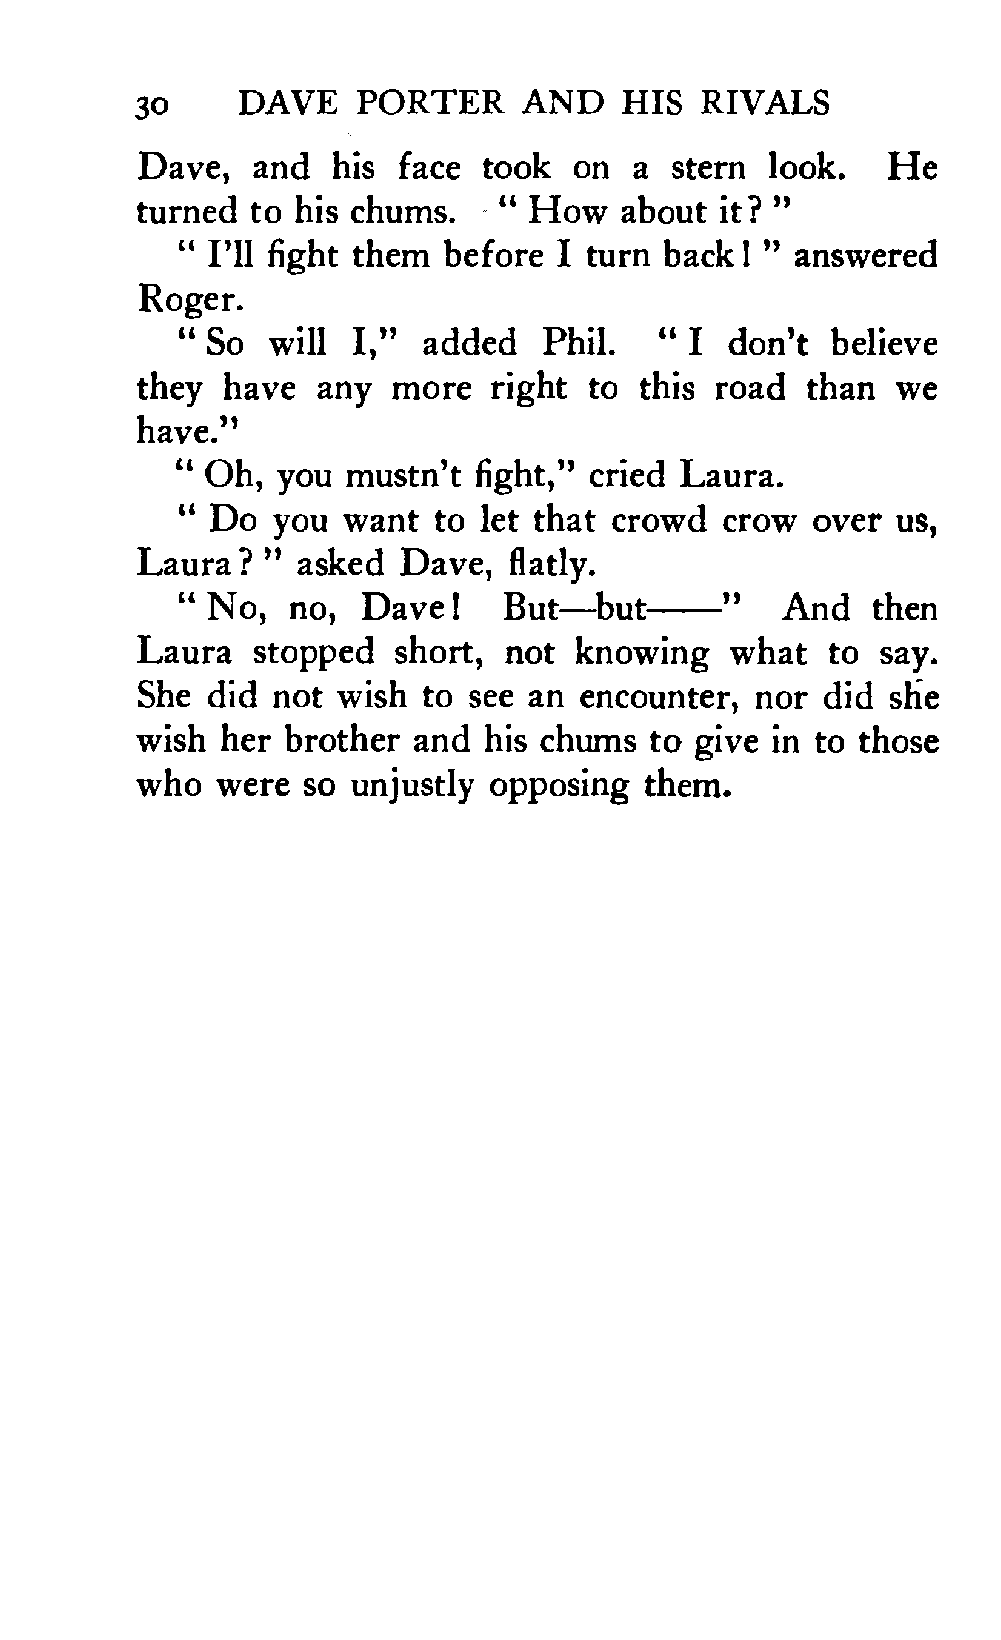 30 DAVE PORTER AND HIS RIVALS
Dave, and his face took on a stern look. He
turned to his chums. " How about it? "
" I'll fight them before I turn back! " answered
Roger.
" So will I," added Phil. " I don't believe
they have any more right to this road than we
have."
" Oh, you mustn't fight," cried Laura.
" Do you want to let that crowd crow over us,
Laura? " asked Dave, flatly.
" No, no, Dave! But—but——" And then
Laura stopped short, not knowing what to say.
She did not wish to see an encounter, nor did she
wish her brother and his chums to give in to those
who were so unjustly opposing them.